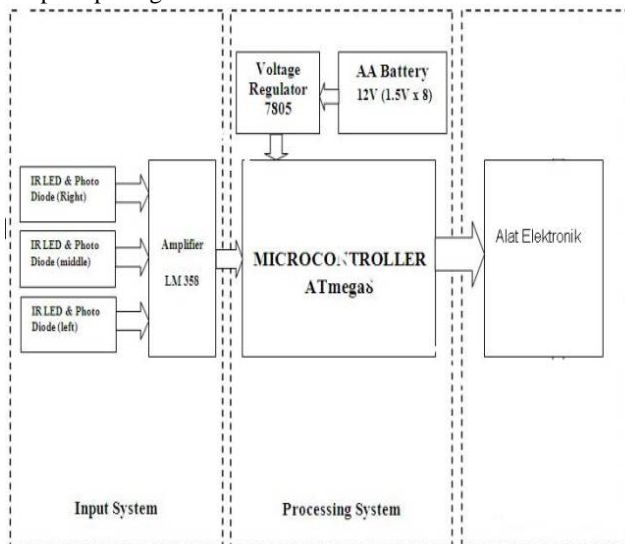 Voltage
Regulator
7805
AA Battery
12V (1.5V x 8)
IR LED & Photo
Diode (Right)
IR LED & Photo
Diode (middle)
IR LED & Photo
Diode (left)
Amplifier
LM 358
MICROCONTROLLER
ATmega8
Alat Elektronik
Input System
Processing System